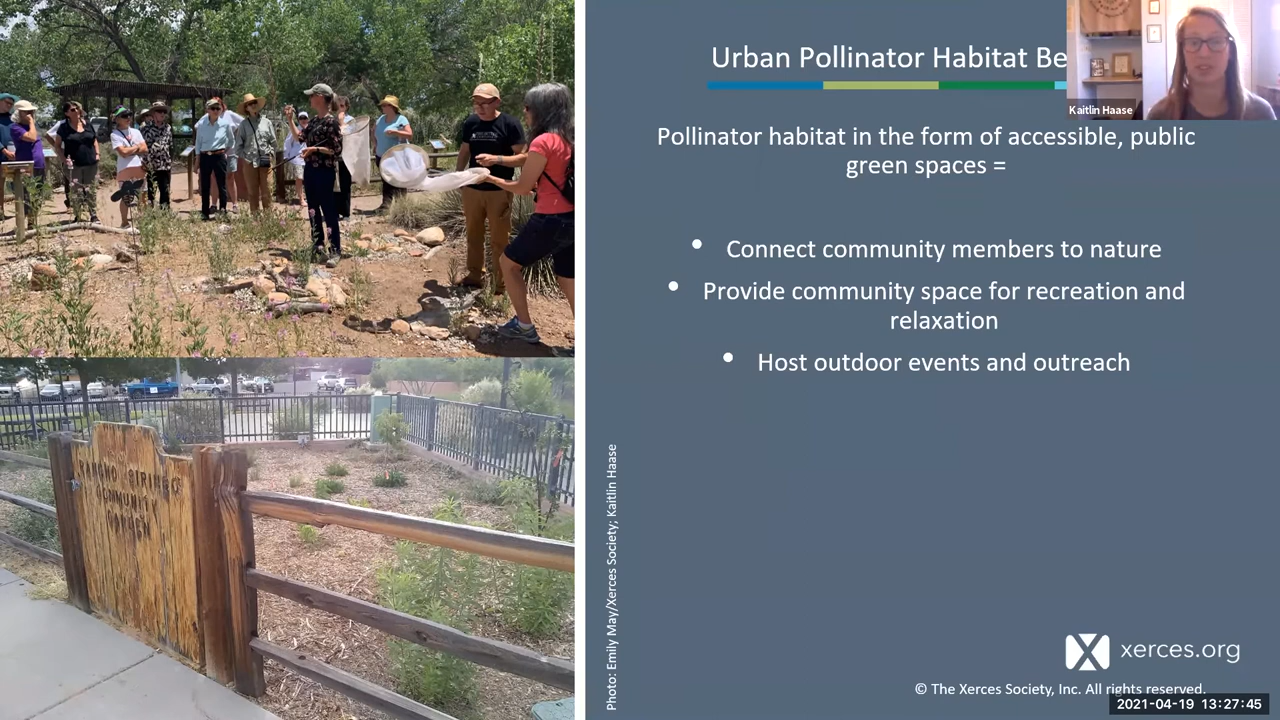 Urban Pollinator Habitat Be
Kaitlin Haase
Pollinator habitat in the form of accessible, public
green spaces =
• Connect community members to nature
• Provide community space for recreation and
relaxation
• Host outdoor events and outreach
COMMUNITY
Photo: Emily May/Xerces Society; Kaitlin Haase
xerces.org
© The Xerces Society, Inc. All rights reserved.
2021-04-19 13:27:45